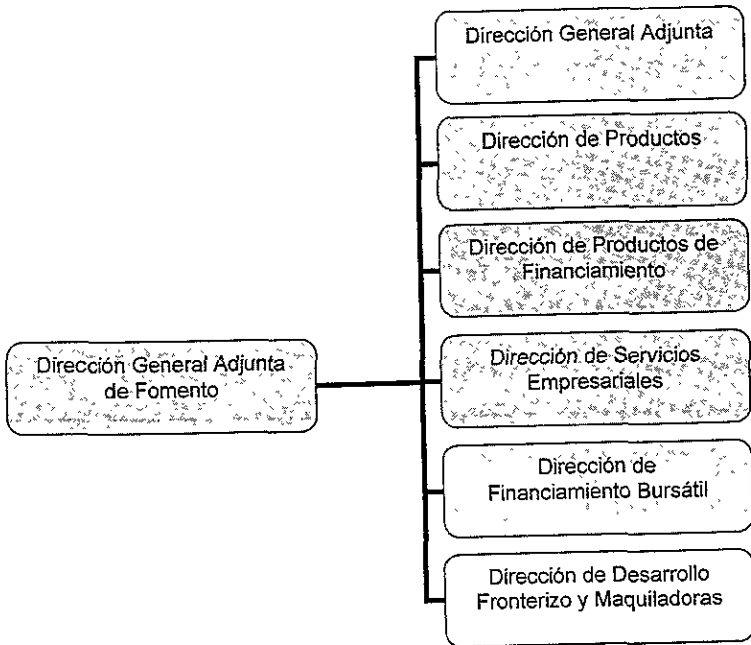 Dirección General Adjunta
Dirección de Productos
Dirección de Productos de
Financiamiento
Dirección General Adjunta
de Fomento
Dirección de Servicios
Empresariales
Dirección de
Financiamiento Bursátil
Dirección de Desarrollo
Fronterizo y Maquiladoras